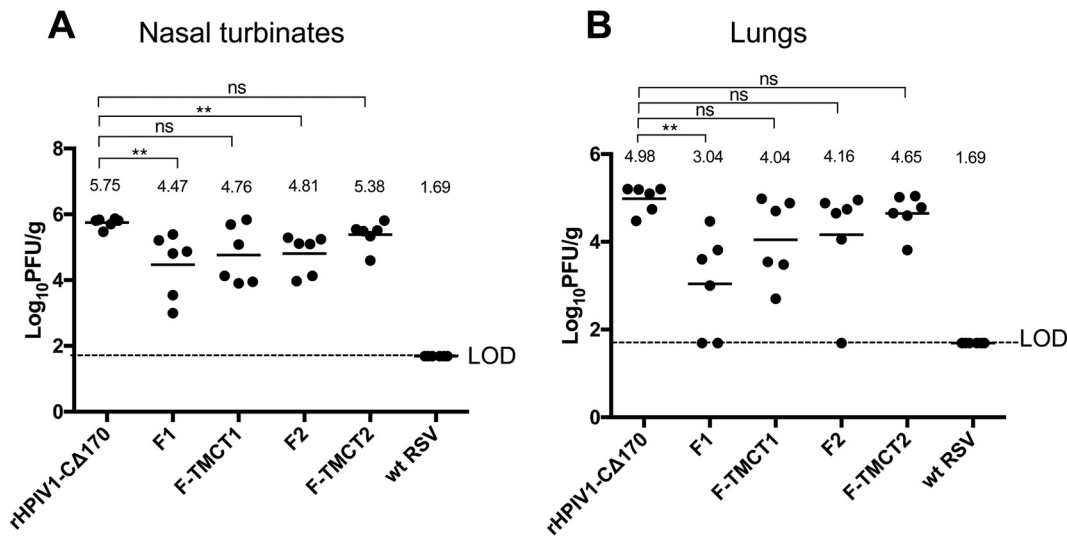 A Nasal turbinates
ns
**
ns
**
5.75 4.47 4.76 4.81 5.38 1.69
8
6
4
2
0
Log10PFU/g
LOD
rHPIV1-CΔ170
F1
F-TMCT1
F2
F-TMCT2
wt RSV
B Lungs
ns
ns
ns
**
4.98 3.04 4.04 4.16 4.65 1.69
6
4
2
0
Log10PFU/g
LOD
rHPIV1-CΔ170
F1
F-TMCT1
F2
F-TMCT2
wt RSV